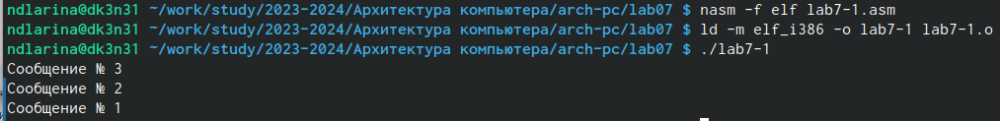 ndlarina@dk3n31 ~/work/study/2023-2024/Архитектура компьютера/arch-pc/lab07 $ nasm -f elf lab7-1.asm
ndlarina@dk3n31 ~/work/study/2023-2024/Архитектура компьютера/arch-pc/lab07 $ ld -m elf_i386 -o lab7-1 lab7-1.o
ndlarina@dk3n31 ~/work/study/2023-2024/Архитектура компьютера/arch-pc/lab07 $ ./lab7-1
Сообщение № 3
Сообщение № 2
Сообщение № 1